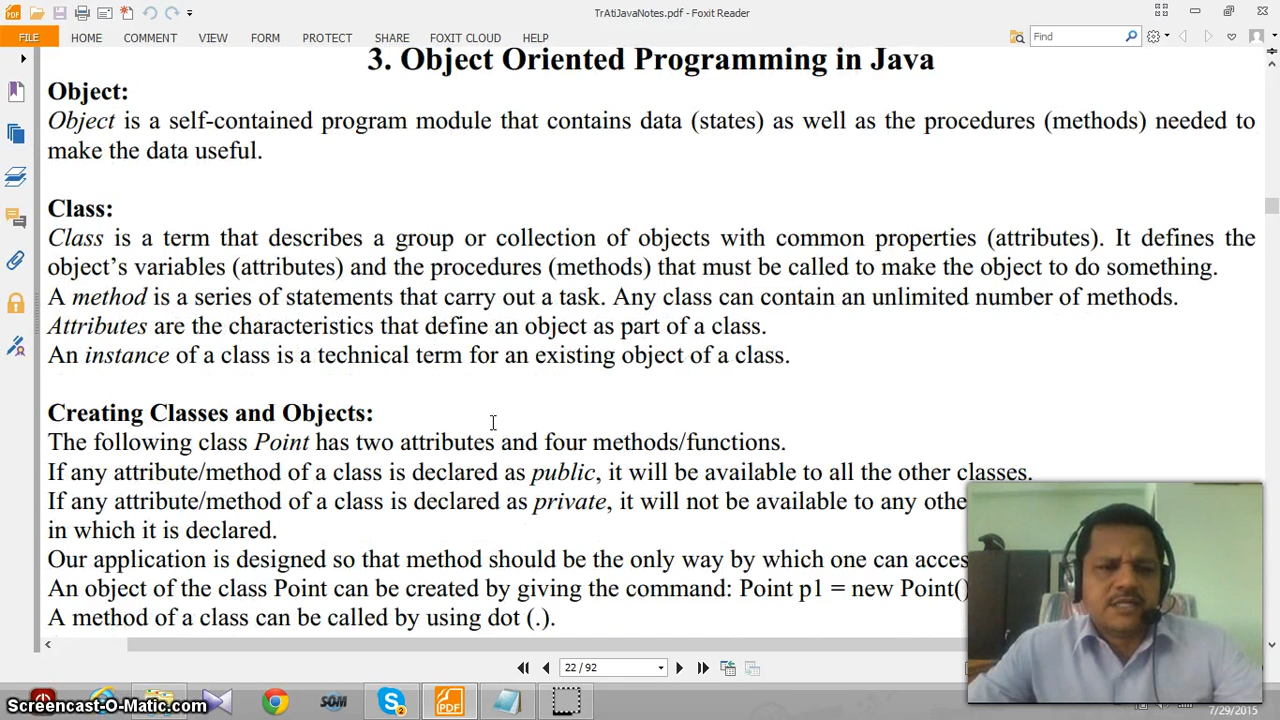 TrAtiJavaNotes.pdf - Foxit Reader
FILE HOME COMMENT VIEW FORM PROTECT SHARE FOXIT CLOUD HELP Find
3. Object Oriented Programming in Java
Object:
Object is a self-contained program module that contains data (states) as well as the procedures (methods) needed to
make the data useful.
Class:
Class is a term that describes a group or collection of objects with common properties (attributes). It defines the
object's variables (attributes) and the procedures (methods) that must be called to make the object to do something.
A method is a series of statements that carry out a task. Any class can contain an unlimited number of methods.
Attributes are the characteristics that define an object as part of a class.
An instance of a class is a technical term for an existing object of a class.
Creating Classes and Objects:
The following class Point has two attributes and four methods/functions.
If any attribute/method of a class is declared as public, it will be available to all the other classes.
If any attribute/method of a class is declared as private, it will not be available to any othe
in which it is declared.
Our application is designed so that method should be the only way by which one can acces
An object of the class Point can be created by giving the command: Point p1 = new Point()
A method of a class can be called by using dot (.).
22 / 92
Screencast-O-Matic.com
SOM
PDF
7/29/2015